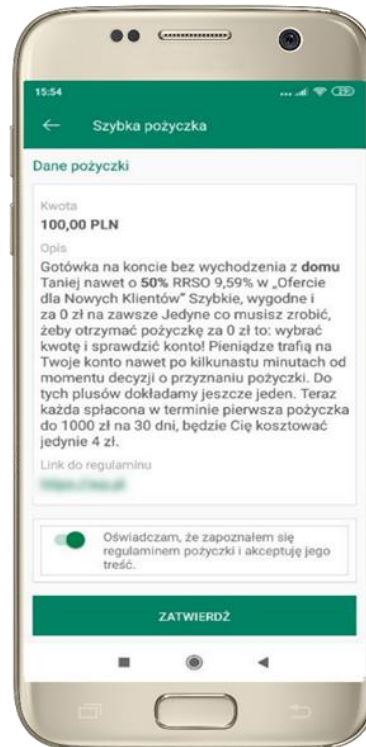 15:54
Szybka pożyczka
Dane pożyczki
Kwota
100,00 PLN
Opis
Gotówka na koncie bez wychodzenia z domu
Taniej nawet o 50% RRSO 9,59% w „Ofercie
dla Nowych Klientów” Szybkie, wygodne i
za 0 zł na zawsze Jedyne co musisz zrobić,
żeby otrzymać pożyczkę za 0 zł to: wybrać
kwotę i sprawdzić konto! Pieniądze trafią na
Twoje konto nawet po kilkunastu minutach od
momentu decyzji o przyznaniu pożyczki. Do
tych plusów dokładamy jeszcze jeden. Teraz
każda spłacona w terminie pierwsza pożyczka
do 1000 zł na 30 dni, będzie Cię kosztować
jedynie 4 zł.
Link do regulaminu
Oświadczam, że zapoznałem się
regulaminem pożyczki i akceptuję jego
treść.
ZATWIERDŹ